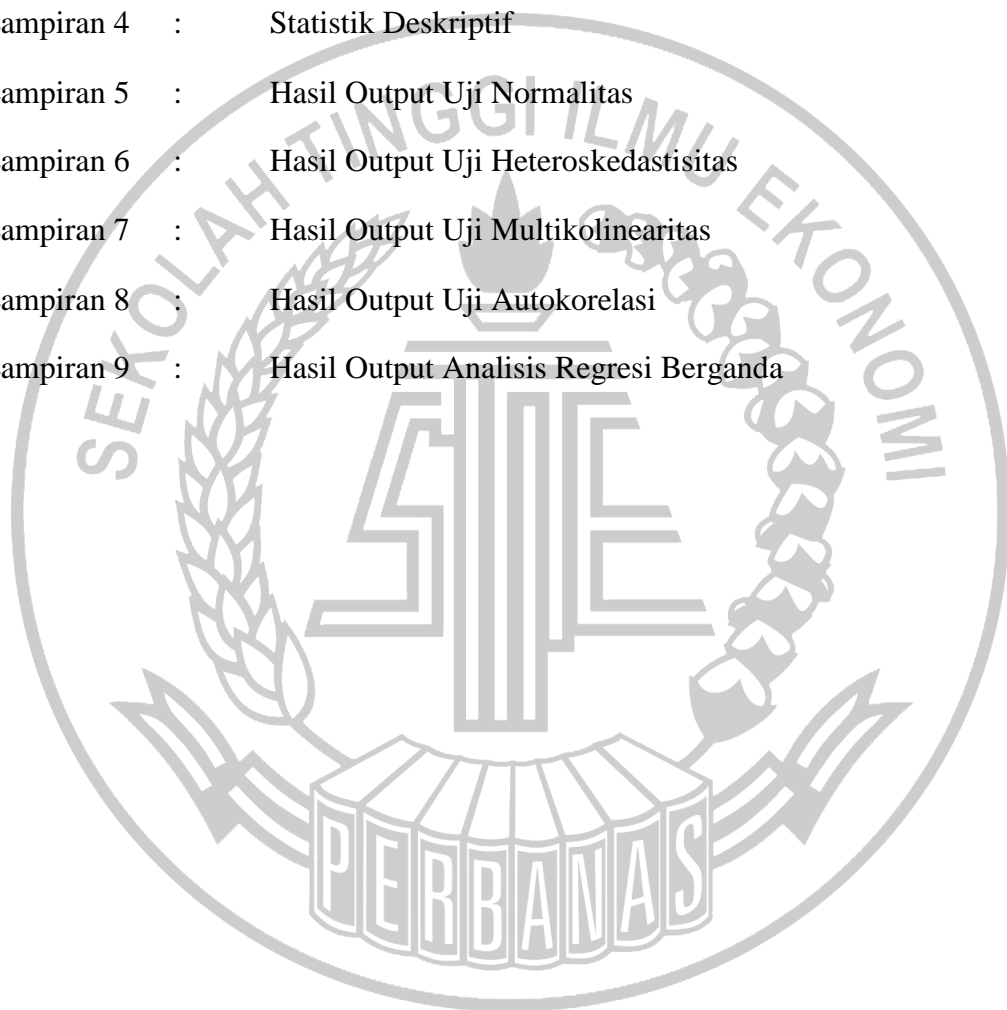 ampiran 4 : Statistik Deskriptif
ampiran 5 : Hasil Output Uji Normalitas
ampiran 6 : Hasil Output Uji Heteroskedastisitas
ampiran 7 : Hasil Output Uji Multikolinearitas
ampiran 8 : Hasil Output Uji Autokorelasi
ampiran 9 : Hasil Output Analisis Regresi Berganda
SEKOLAH TINGGI ILMU EKONOMI
STIE
PERBANAS